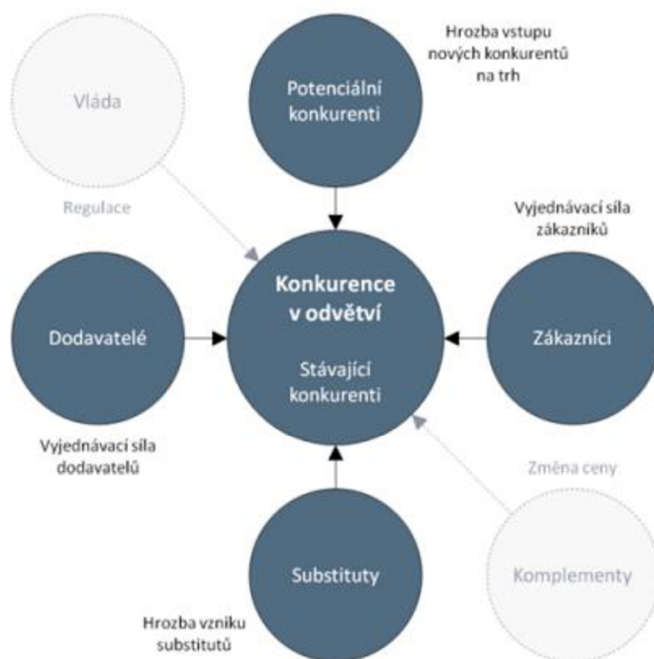 Hrozba vstupu
nových konkurentů
na trh
Potenciální
konkurenti
Vláda
Regulace
Vyjednávací síla
zákazníků
Konkurence
v odvětví
Stávající
konkurenti
Dodavatelé
Zákazníci
Vyjednávací síla
dodavatelů
Změna ceny
Substituty
Komplementy
Hrozba vzniku
substitutů